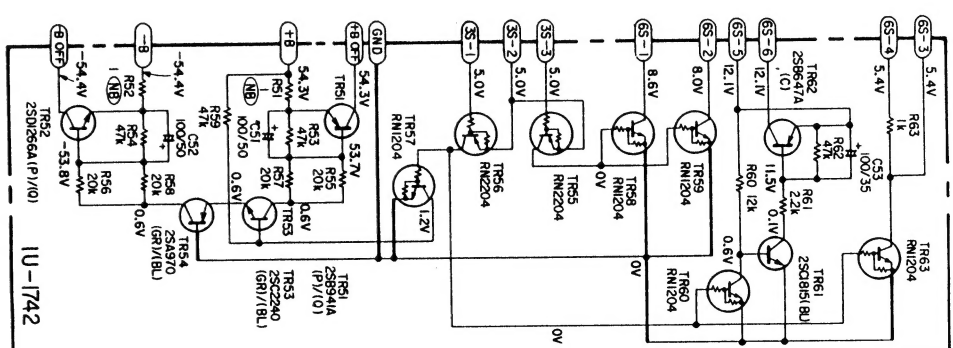 -B OFF
-B
+B
+B OFF
GND
3S-1
3S-2
3S-3
6S-1
6S-2
6S-5
6S-6
6S-4
6S-3
-54.4V
-54.4V
54.3V
54.3V
5.0V
5.0V
5.0V
8.6V
8.0V
12.1V
12.1V
5.4V
5.4V
1
R52
NB
R51
1
NB
TR51
R59
47k
TR57
RN1204
TR62
2SB647A
(C)
R63
1k
TR52
2SD1266A(P)/(Q)
-53.8V
R54
47k
C52
100/50
C51
100/50
R53
47k
53.7V
TR56
RN2204
TR55
RN2204
TR58
RN1204
0V
TR59
RN1204
R62
47k
C53
100/35
R56
20k
R58
20k
0.6V
R57
20k
R55
20k
R60
12k
11.5V
R61
2.2k
0.6V
TR54
2SA970
(GR)/(BL)
TR53
0.6V
1.2V
0.1V
0.6V
TR61
2SC1815(BL)
TR63
RN1204
0V
TR60
RN1204
TR53
2SC2240
(GR)/(BL)
TR51
2SB941A
(P)/(Q)
0V
1U-1742